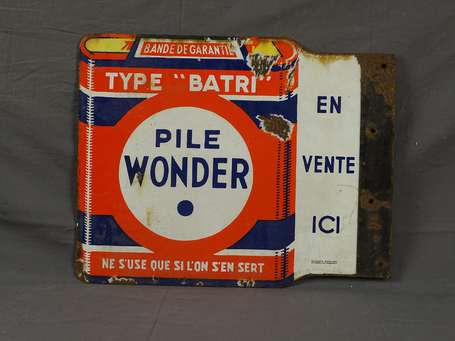 BANDE DE GARANTIE
TYPE "BATRI"
PILE
WONDER
NE S'USE QUE SI L'ON S'EN SERT
EN
VENTE
ICI